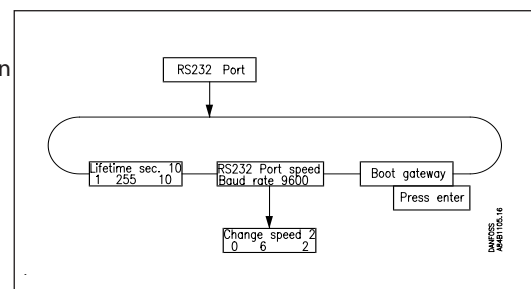 n
RS232 Port
Lifetime sec. 10
1 255 10
RS232 Port speed
Baud rate 9600
Boot gateway
Press enter
Change speed 2
0 6 2
DANFOSS
A84B1105.16